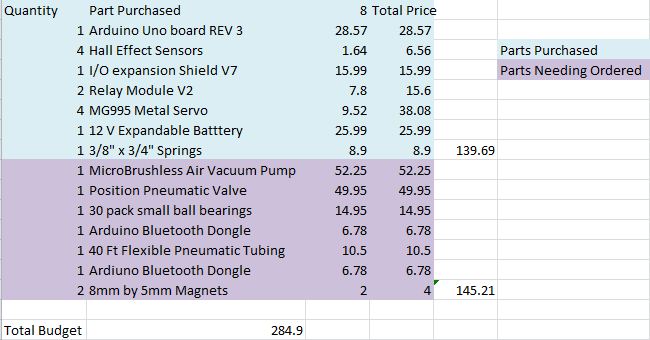 Quantity Part Purchased 8 Total Price
1 Arduino Uno board REV 3 28.57 28.57
4 Hall Effect Sensors 1.64 6.56 Parts Purchased
1 I/O expansion Shield V7 15.99 15.99 Parts Needing Ordered
2 Relay Module V2 7.8 15.6
4 MG995 Metal Servo 9.52 38.08
1 12 V Expandable Batttery 25.99 25.99
1 3/8" x 3/4" Springs 8.9 8.9 139.69
1 MicroBrushless Air Vacuum Pump 52.25 52.25
1 Position Pneumatic Valve 49.95 49.95
1 30 pack small ball bearings 14.95 14.95
1 Arduino Bluetooth Dongle 6.78 6.78
1 40 Ft Flexible Pneumatic Tubing 10.5 10.5
1 Ardiuno Bluetooth Dongle 6.78 6.78
2 8mm by 5mm Magnets 2 4 145.21
Total Budget 284.9